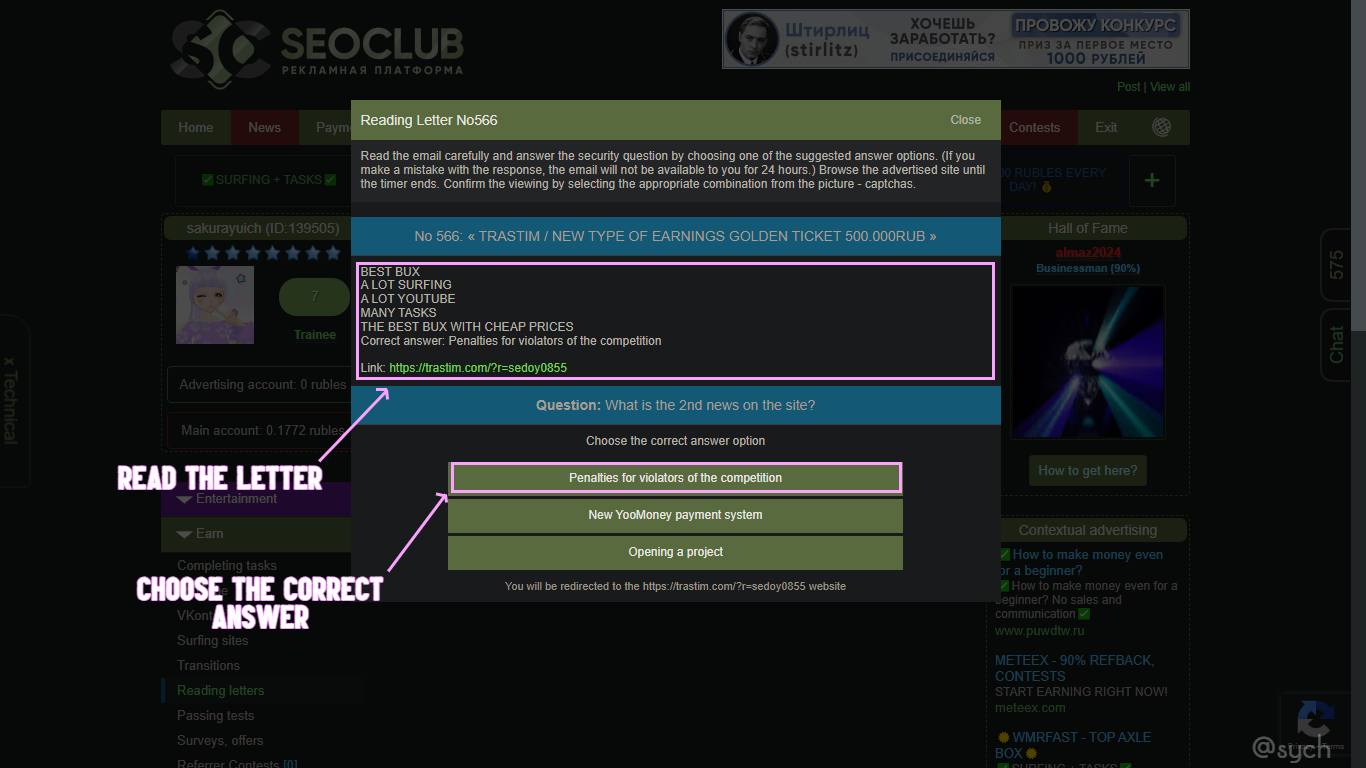 SEOCLUB
РЕКЛАМНАЯ ПЛАТФОРМА
Штирлиц
(stirlitz)
ХОЧЕШЬ
ЗАРАБОТАТЬ?
ПРИСОЕДИНЯЙСЯ
ПРОВОЖУ КОНКУРС
ПРИЗ ЗА ПЕРВОЕ МЕСТО
1000 РУБЛЕЙ
Post | View all
Home
News
Contests
Exit
Reading Letter No566
Close
Read the email carefully and answer the security question by choosing one of the suggested answer options. (If you
make a mistake with the response, the email will not be available to you for 24 hours.) Browse the advertised site until
the timer ends. Confirm the viewing by selecting the appropriate combination from the picture - captchas.
✅SURFING + TASKS✅
RUBLES EVERY
DAY!
+
No 566: « TRASTIM / NEW TYPE OF EARNINGS GOLDEN TICKET 500.000RUB »
BEST BUX
A LOT SURFING
A LOT YOUTUBE
MANY TASKS
THE BEST BUX WITH CHEAP PRICES
Correct answer: Penalties for violators of the competition
Link: https://trastim.com/?r=sedoy0855
Question: What is the 2nd news on the site?
Choose the correct answer option
Penalties for violators of the competition
New YooMoney payment system
Opening a project
You will be redirected to the https://trastim.com/?r=sedoy0855 website
sakurayuich (ID:139505)
7
Trainee
Advertising account: 0 rubles
Main account: 0.1772 rubles
READ THE LETTER
Entertainment
Earn
Completing tasks
CHOOSE THE CORRECT
ANSWER
Surfing sites
Transitions
Reading letters
Passing tests
Surveys, offers
Referrer Contests [0]
x Technical
Hall of Fame
almaz2024
Businessman (90%)
How to get here?
575
Chat
Contextual advertising
✅How to make money even
for a beginner?
✅How to make money even for a
beginner? No sales and
communication ✅
www.puwdtw.ru
METEEX - 90% REFBACK,
CONTESTS
START EARNING RIGHT NOW!
meteex.com
WMRFAST - TOP AXLE
BOX
✅SURFING + TASKS✅
@sych